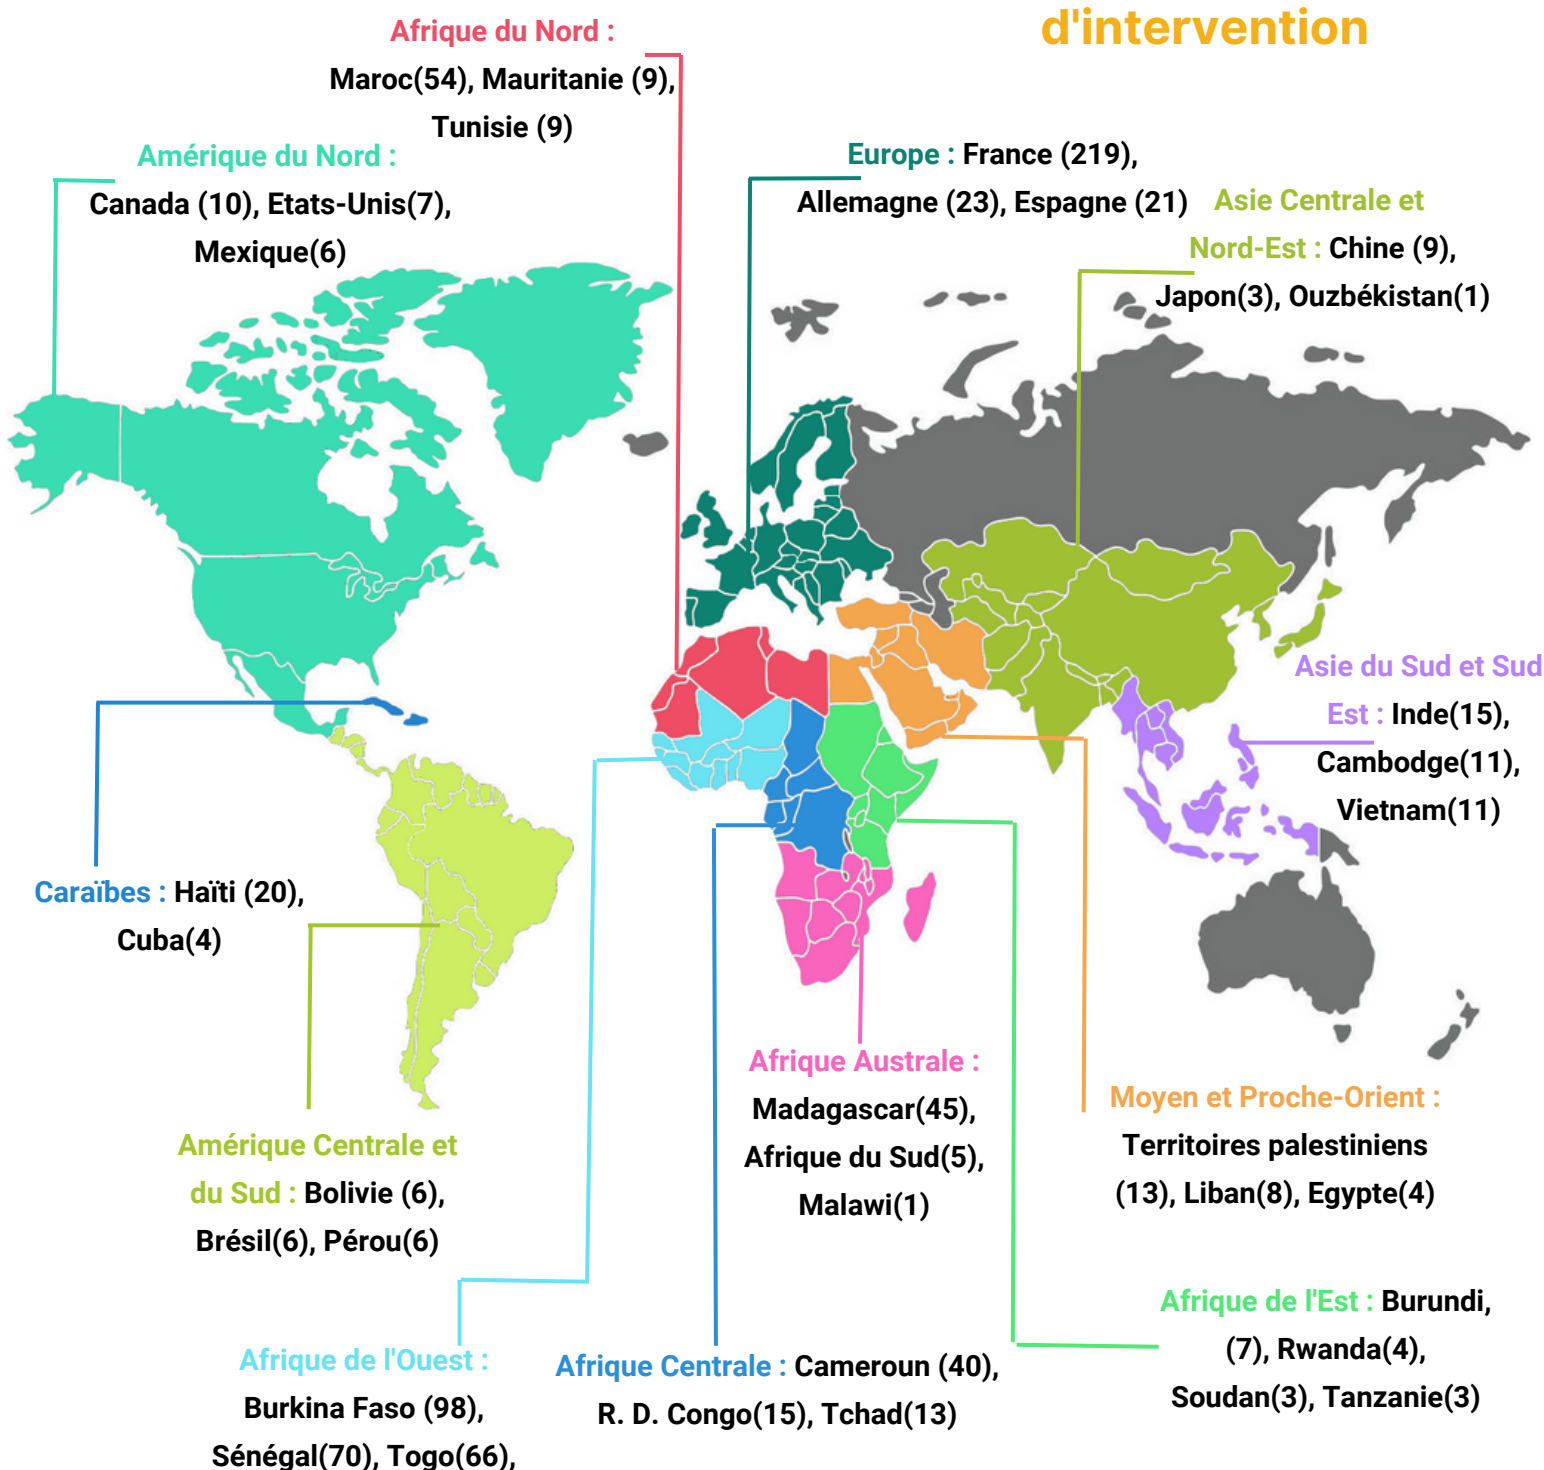 d'intervention
Afrique du Nord :
Maroc(54), Mauritanie (9),
Tunisie (9)
Amérique du Nord :
Canada (10), Etats-Unis(7),
Mexique(6)
Europe : France (219),
Allemagne (23), Espagne (21)
Asie Centrale et
Nord-Est : Chine (9),
Japon(3), Ouzbékistan(1)
Asie du Sud et Sud
Est : Inde(15),
Cambodge(11),
Vietnam(11)
Caraïbes : Haïti (20),
Cuba(4)
Afrique Australe :
Madagascar(45),
Afrique du Sud(5),
Malawi(1)
Moyen et Proche-Orient :
Territoires palestiniens
(13), Liban(8), Egypte(4)
Amérique Centrale et
du Sud : Bolivie (6),
Brésil(6), Pérou(6)
Afrique de l'Est : Burundi,
(7), Rwanda(4),
Soudan(3), Tanzanie(3)
Afrique de l'Ouest :
Burkina Faso (98),
Sénégal(70), Togo(66),
Afrique Centrale : Cameroun (40),
R. D. Congo(15), Tchad(13)